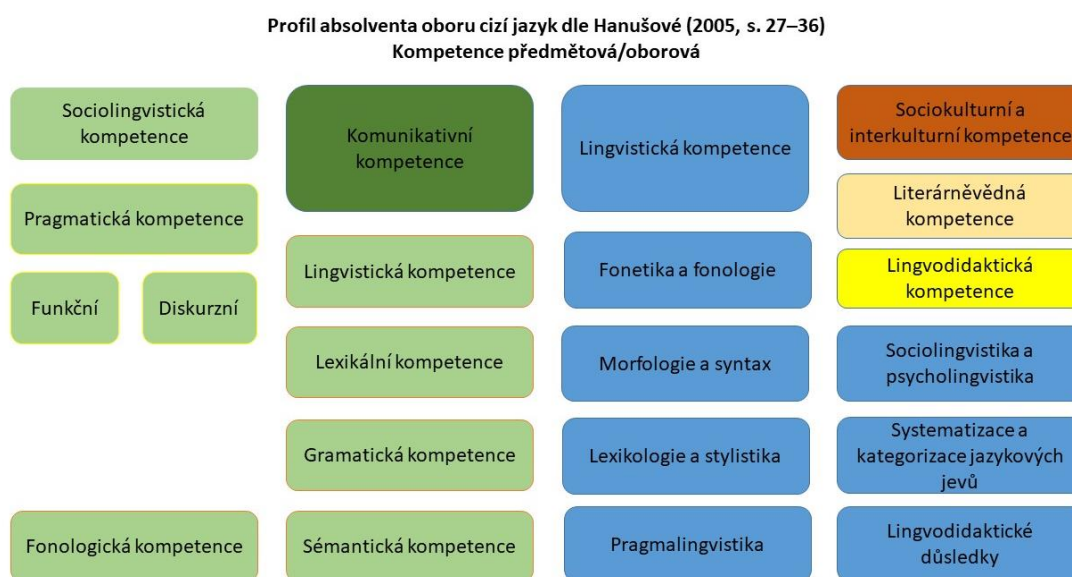 Profil absolventa oboru cizí jazyk dle Hanušové (2005, s. 27–36)
Kompetence předmětová/oborová
Sociolingvistická
kompetence
Pragmatická kompetence
Funkční
Diskurzní
Fonologická kompetence
Komunikativní
kompetence
Lingvistická kompetence
Lexikální kompetence
Gramatická kompetence
Sémantická kompetence
Lingvistická kompetence
Fonetika a fonologie
Morfologie a syntax
Lexikologie a stylistika
Pragmalingvistika
Sociokulturní a
interkulturní kompetence
Literárněvědná
kompetence
Lingvodidaktická
kompetence
Sociolingvistika a
psycholingvistika
Systematizace a
kategorizace jazykových
jevů
Lingvodidaktické
důsledky